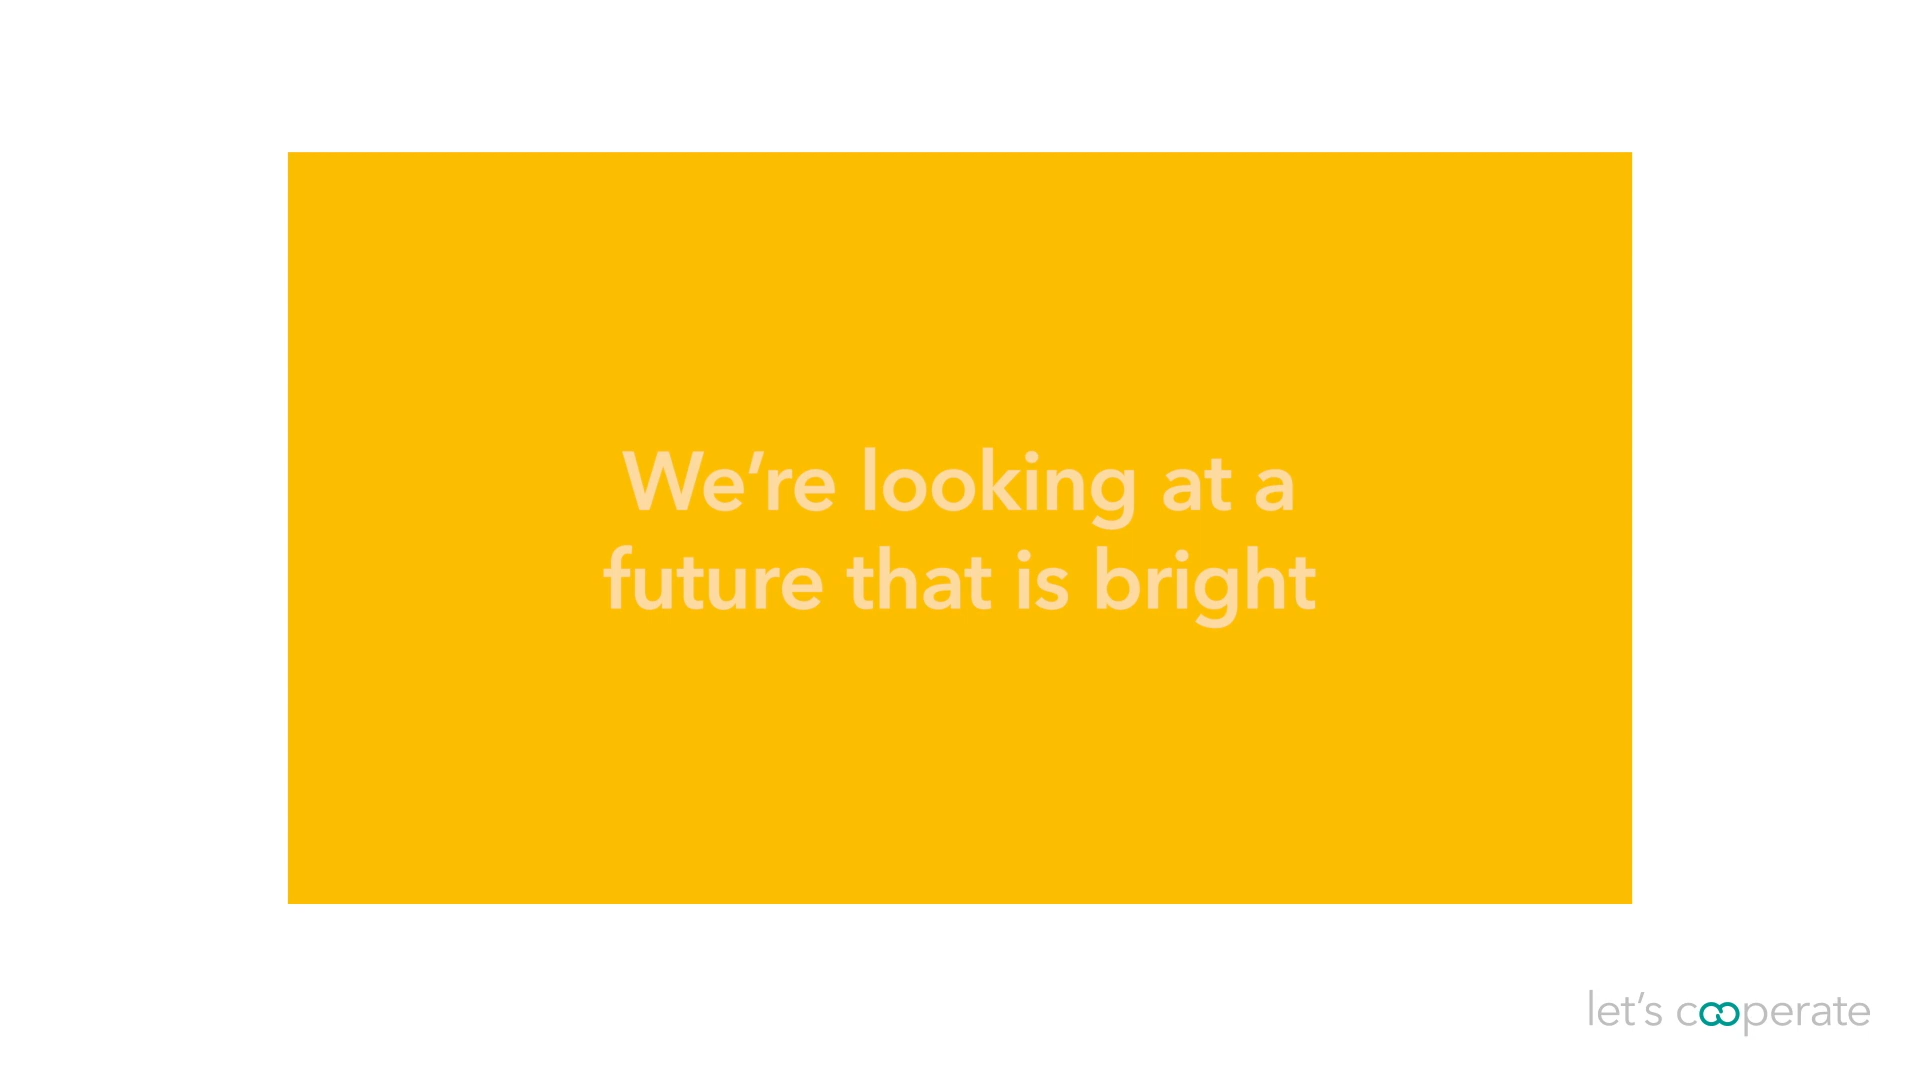 We’re looking at a
future that is bright
let’s cooperate